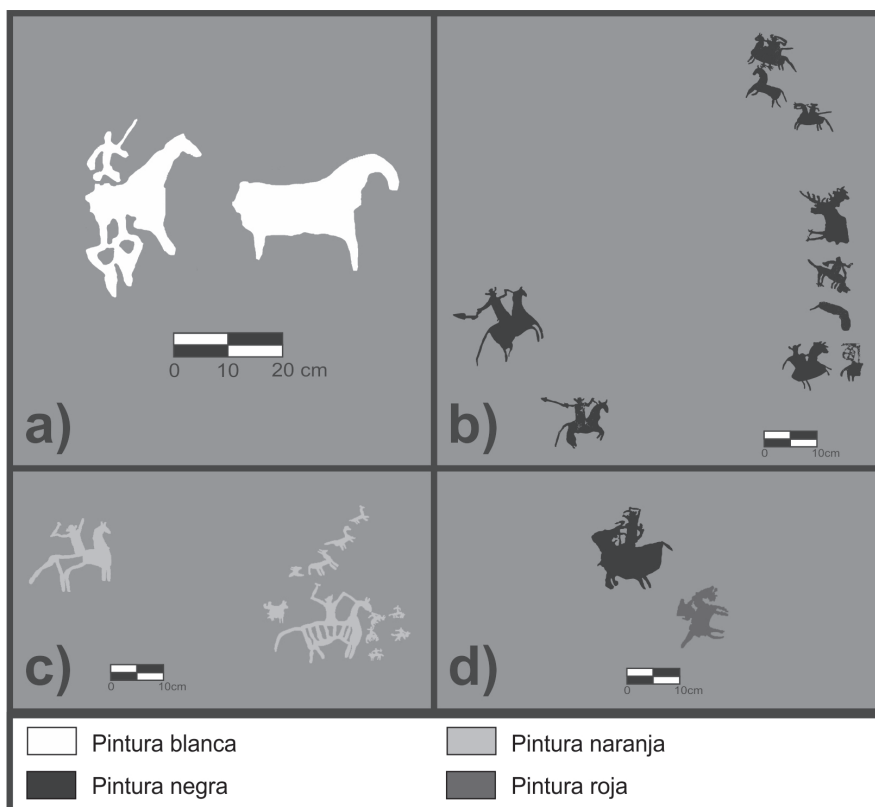 0 10 20 cm
a)
b)
0 10cm
c)
0 10cm
d)
0 10cm
Pintura blanca
Pintura naranja
Pintura negra
Pintura roja